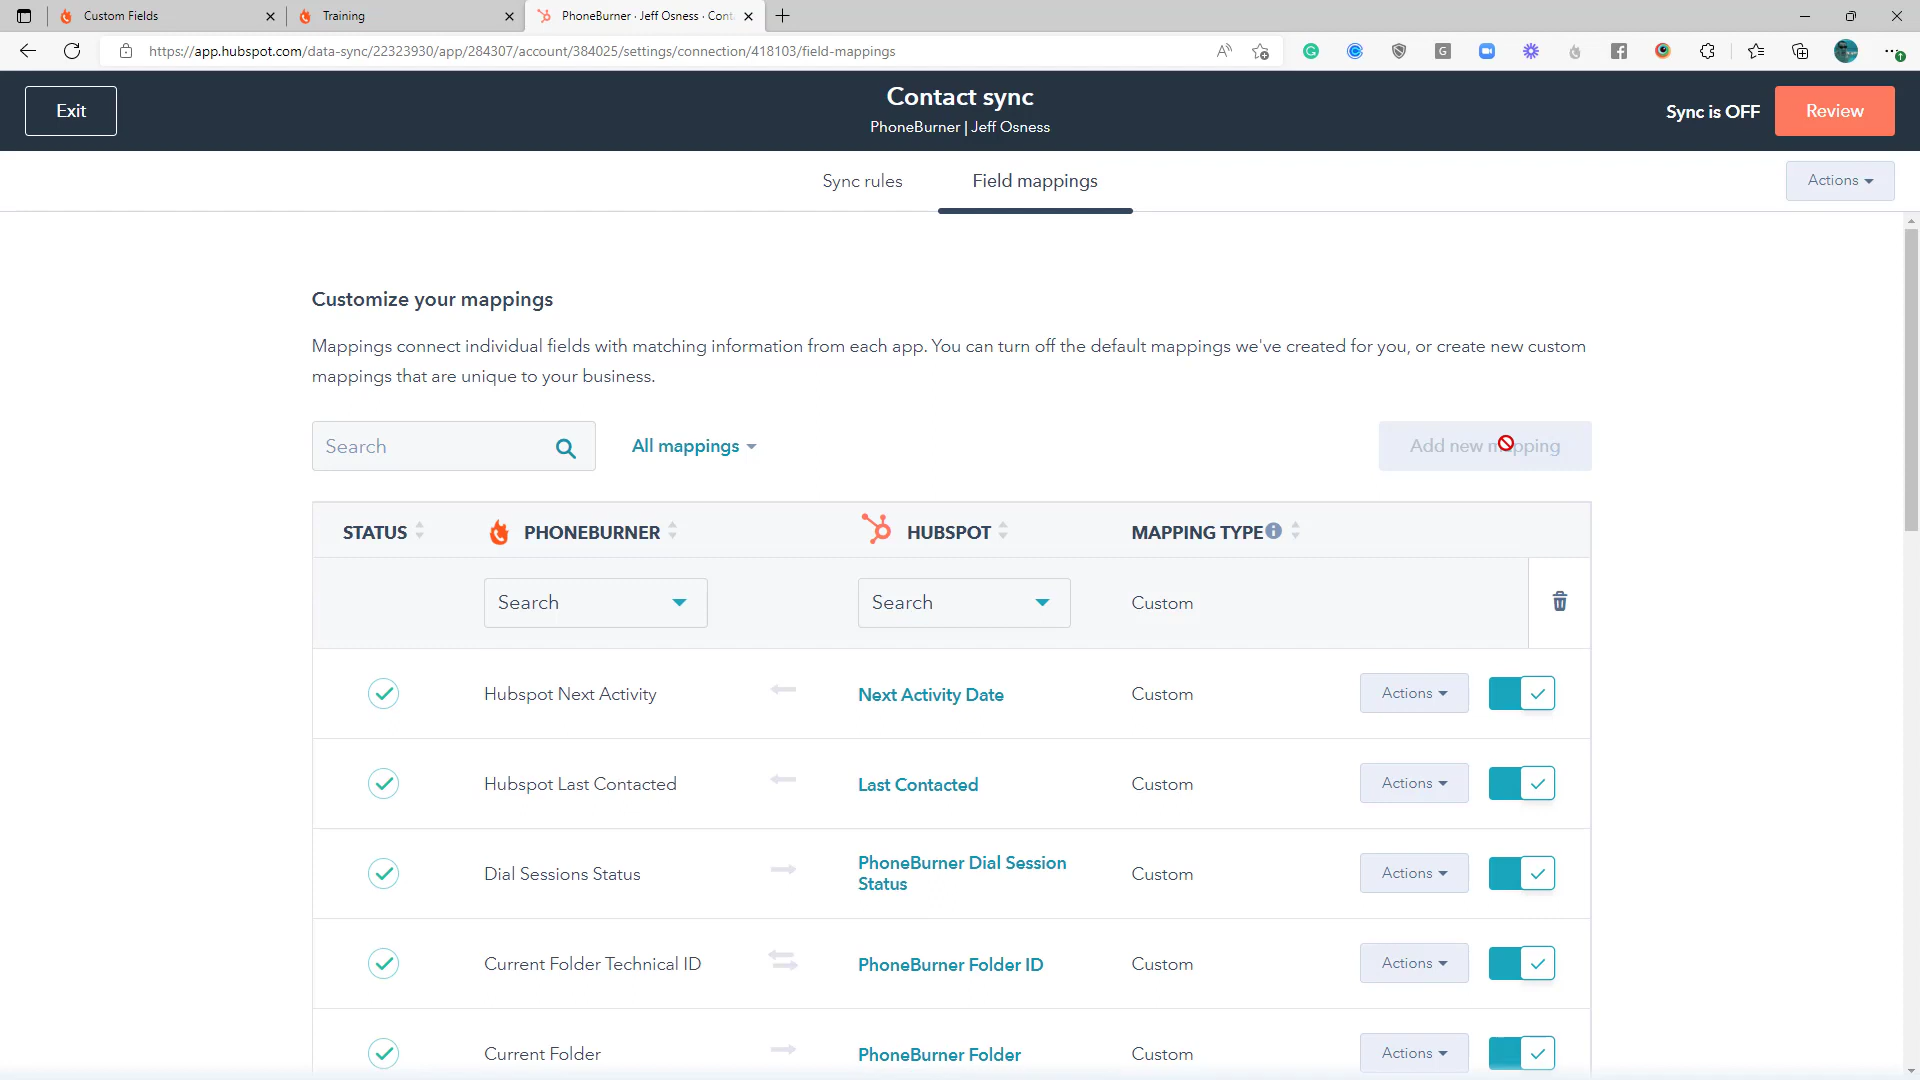 Custom Fields
Training
PhoneBurner · Jeff Osness · Cont
https://app.hubspot.com/data-sync/22323930/app/284307/account/384025/settings/connection/418103/field-mappings
Exit
Contact sync
PhoneBurner | Jeff Osness
Sync is OFF
Review
Sync rules
Field mappings
Actions
Customize your mappings
Mappings connect individual fields with matching information from each app. You can turn off the default mappings we've created for you, or create new custom
mappings that are unique to your business.
Search
All mappings
Add new mapping
STATUS
PHONEBURNER
HUBSPOT
MAPPING TYPE
Search
Search
Custom
Hubspot Next Activity
Next Activity Date
Custom
Actions
Hubspot Last Contacted
Last Contacted
Custom
Actions
Dial Sessions Status
PhoneBurner Dial Session
Status
Custom
Actions
Current Folder Technical ID
PhoneBurner Folder ID
Custom
Actions
Current Folder
PhoneBurner Folder
Custom
Actions